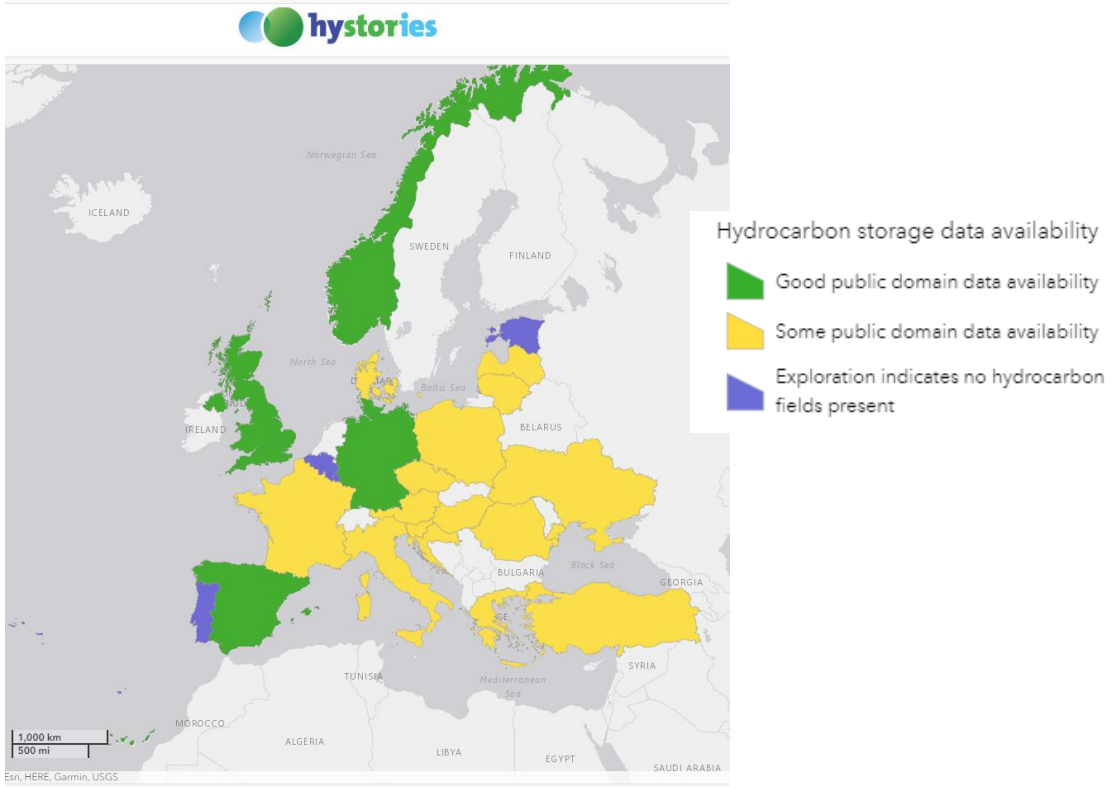 hystories
Norwegian Sea
ICELAND
SWEDEN
FINLAND
Hydrocarbon storage data availability
Good public domain data availability
Some public domain data availability
Exploration indicates no hydrocarbon
fields present
North Sea
Baltic Sea
IRELAND
BELARUS
Black Sea
BULGARIA
GEORGIA
SYRIA
TUNISIA
Mediterranean
Sea
MOROCCO
1,000 km
500 mi
ALGERIA
LIBYA
EGYPT
SAUDI ARABIA
Esri, HERE, Garmin, USGS